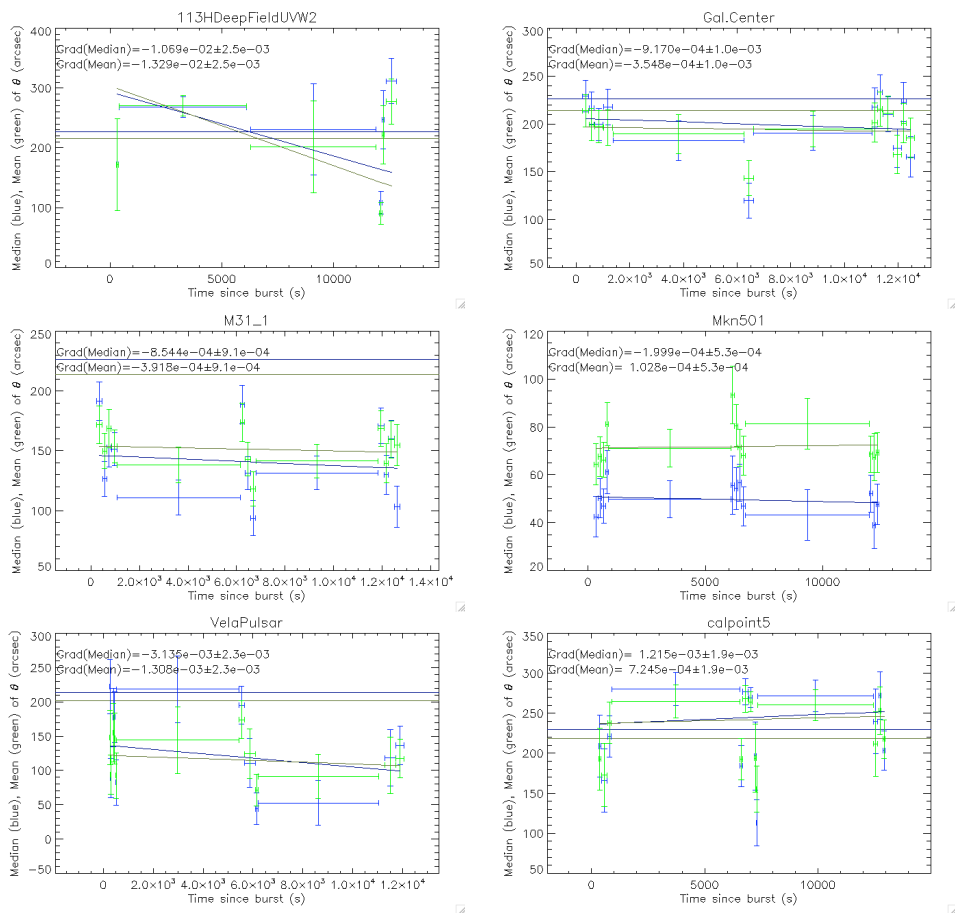 113HDeepFieldUVW2
Grad(Median)=-1.069e-02±2.5e-03
Grad(Mean)=-1.329e-02±2.5e-03
400
300
200
100
0
Median (blue), Mean (green) of θ (arcsec)
0 5000 10000
Time since burst (s)
Gal.Center
Grad(Median)=-9.170e-04±1.0e-03
Grad(Mean)=-3.548e-04±1.0e-03
300
250
200
150
100
50
Median (blue), Mean (green) of θ (arcsec)
0 2.0×10³ 4.0×10³ 6.0×10³ 8.0×10³ 1.0×10⁴ 1.2×10⁴
Time since burst (s)
M31_1
Grad(Median)=-8.544e-04±9.1e-04
Grad(Mean)=-3.918e-04±9.1e-04
250
200
150
100
50
Median (blue), Mean (green) of θ (arcsec)
0 2.0×10³ 4.0×10³ 6.0×10³ 8.0×10³ 1.0×10⁴ 1.2×10⁴ 1.4×10⁴
Time since burst (s)
Mkn501
Grad(Median)=-1.999e-04±5.3e-04
Grad(Mean)= 1.028e-04±5.3e-04
120
100
80
60
40
20
Median (blue), Mean (green) of θ (arcsec)
0 5000 10000
Time since burst (s)
VelaPulsar
Grad(Median)=-3.135e-03±2.3e-03
Grad(Mean)=-1.308e-03±2.3e-03
300
250
200
150
100
50
0
-50
Median (blue), Mean (green) of θ (arcsec)
0 2.0×10³ 4.0×10³ 6.0×10³ 8.0×10³ 1.0×10⁴ 1.2×10⁴
Time since burst (s)
calpoint5
Grad(Median)= 1.215e-03±1.9e-03
Grad(Mean)= 7.245e-04±1.9e-03
350
300
250
200
150
100
50
Median (blue), Mean (green) of θ (arcsec)
0 5000 10000
Time since burst (s)